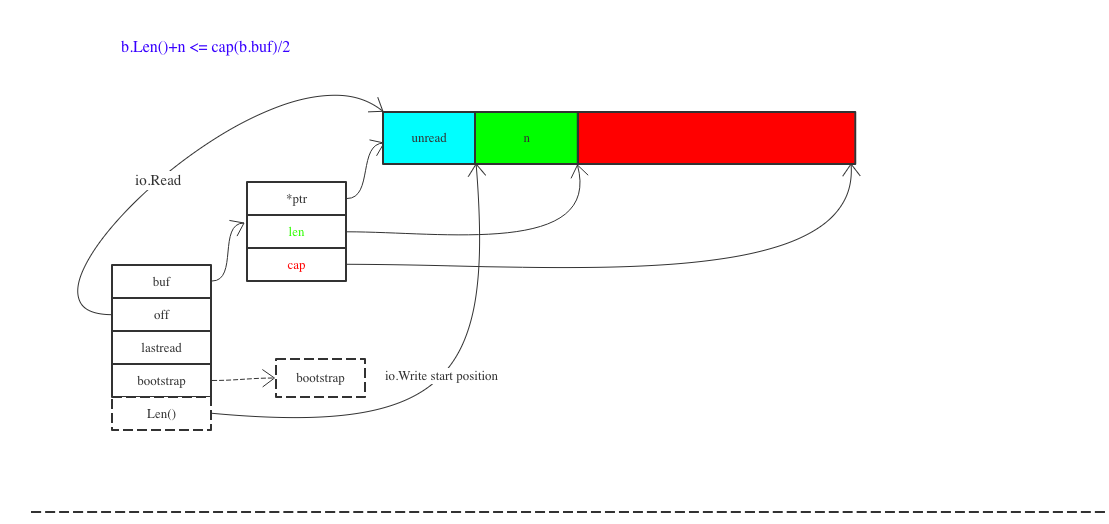 b.Len()+n <= cap(b.buf)/2
unread
n
io.Read
*ptr
len
cap
buf
off
lastread
bootstrap
Len()
bootstrap
io.Write start position